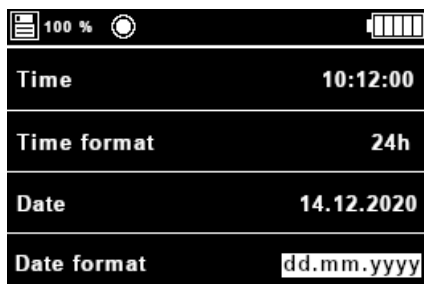 100 %
Time 10:12:00
Time format 24h
Date 14.12.2020
Date format dd.mm.yyyy